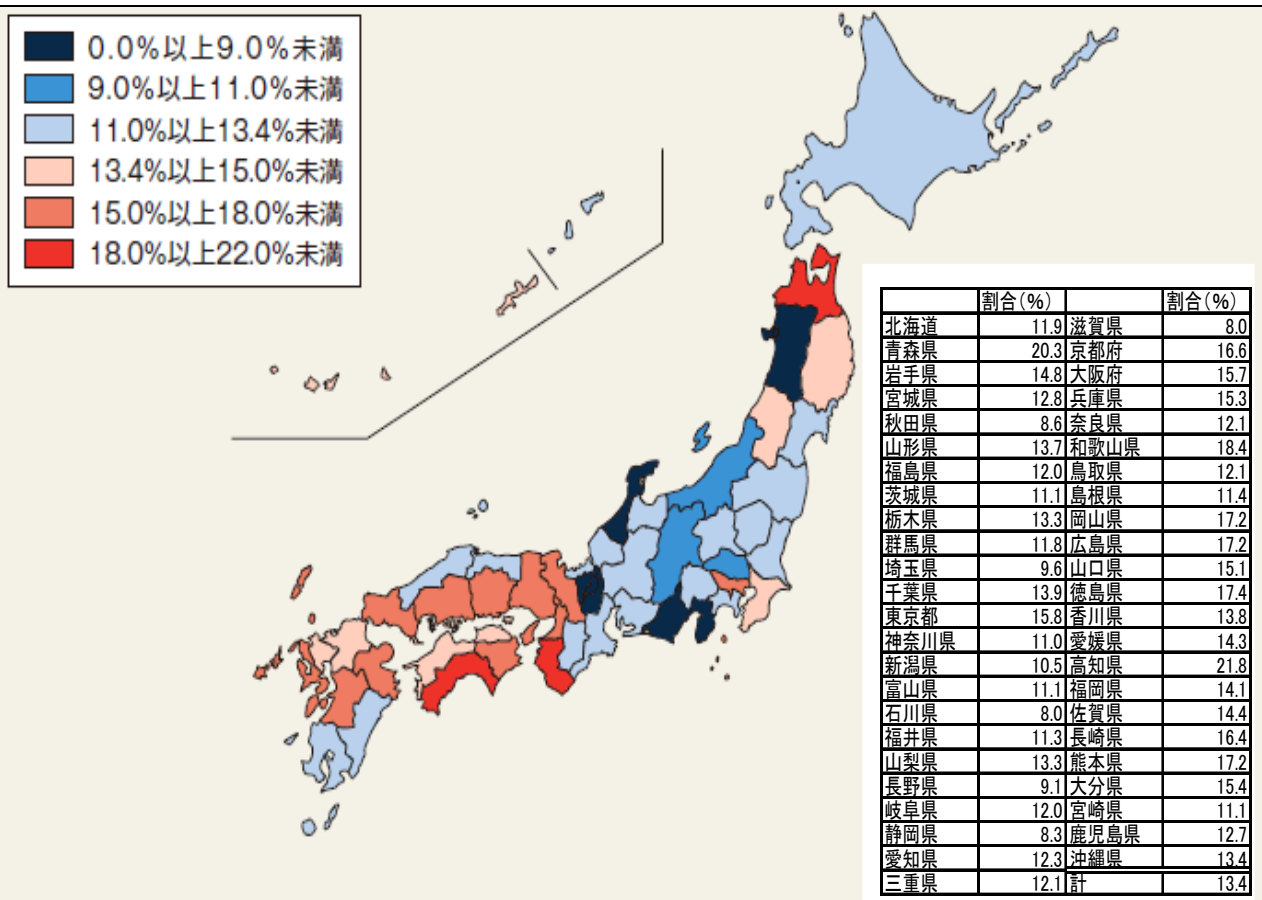 0.0%以上9.0%未満
9.0%以上11.0%未満
11.0%以上13.4%未満
13.4%以上15.0%未満
15.0%以上18.0%未満
18.0%以上22.0%未満
割合(%) 割合(%)
北海道 11.9 滋賀県 8.0
青森県 20.3 京都府 16.6
岩手県 14.8 大阪府 15.7
宮城県 12.8 兵庫県 15.3
秋田県 8.6 奈良県 12.1
山形県 13.7 和歌山県 18.4
福島県 12.0 鳥取県 12.1
茨城県 11.1 島根県 11.4
栃木県 13.3 岡山県 17.2
群馬県 11.8 広島県 17.2
埼玉県 9.6 山口県 15.1
千葉県 13.9 徳島県 17.4
東京都 15.8 香川県 13.8
神奈川県 11.0 愛媛県 14.3
新潟県 10.5 高知県 21.8
富山県 11.1 福岡県 14.1
石川県 8.0 佐賀県 14.4
福井県 11.3 長崎県 16.4
山梨県 13.3 熊本県 17.2
長野県 9.1 大分県 15.4
岐阜県 12.0 宮崎県 11.1
静岡県 8.3 鹿児島県 12.7
愛知県 12.3 沖縄県 13.4
三重県 12.1 計 13.4